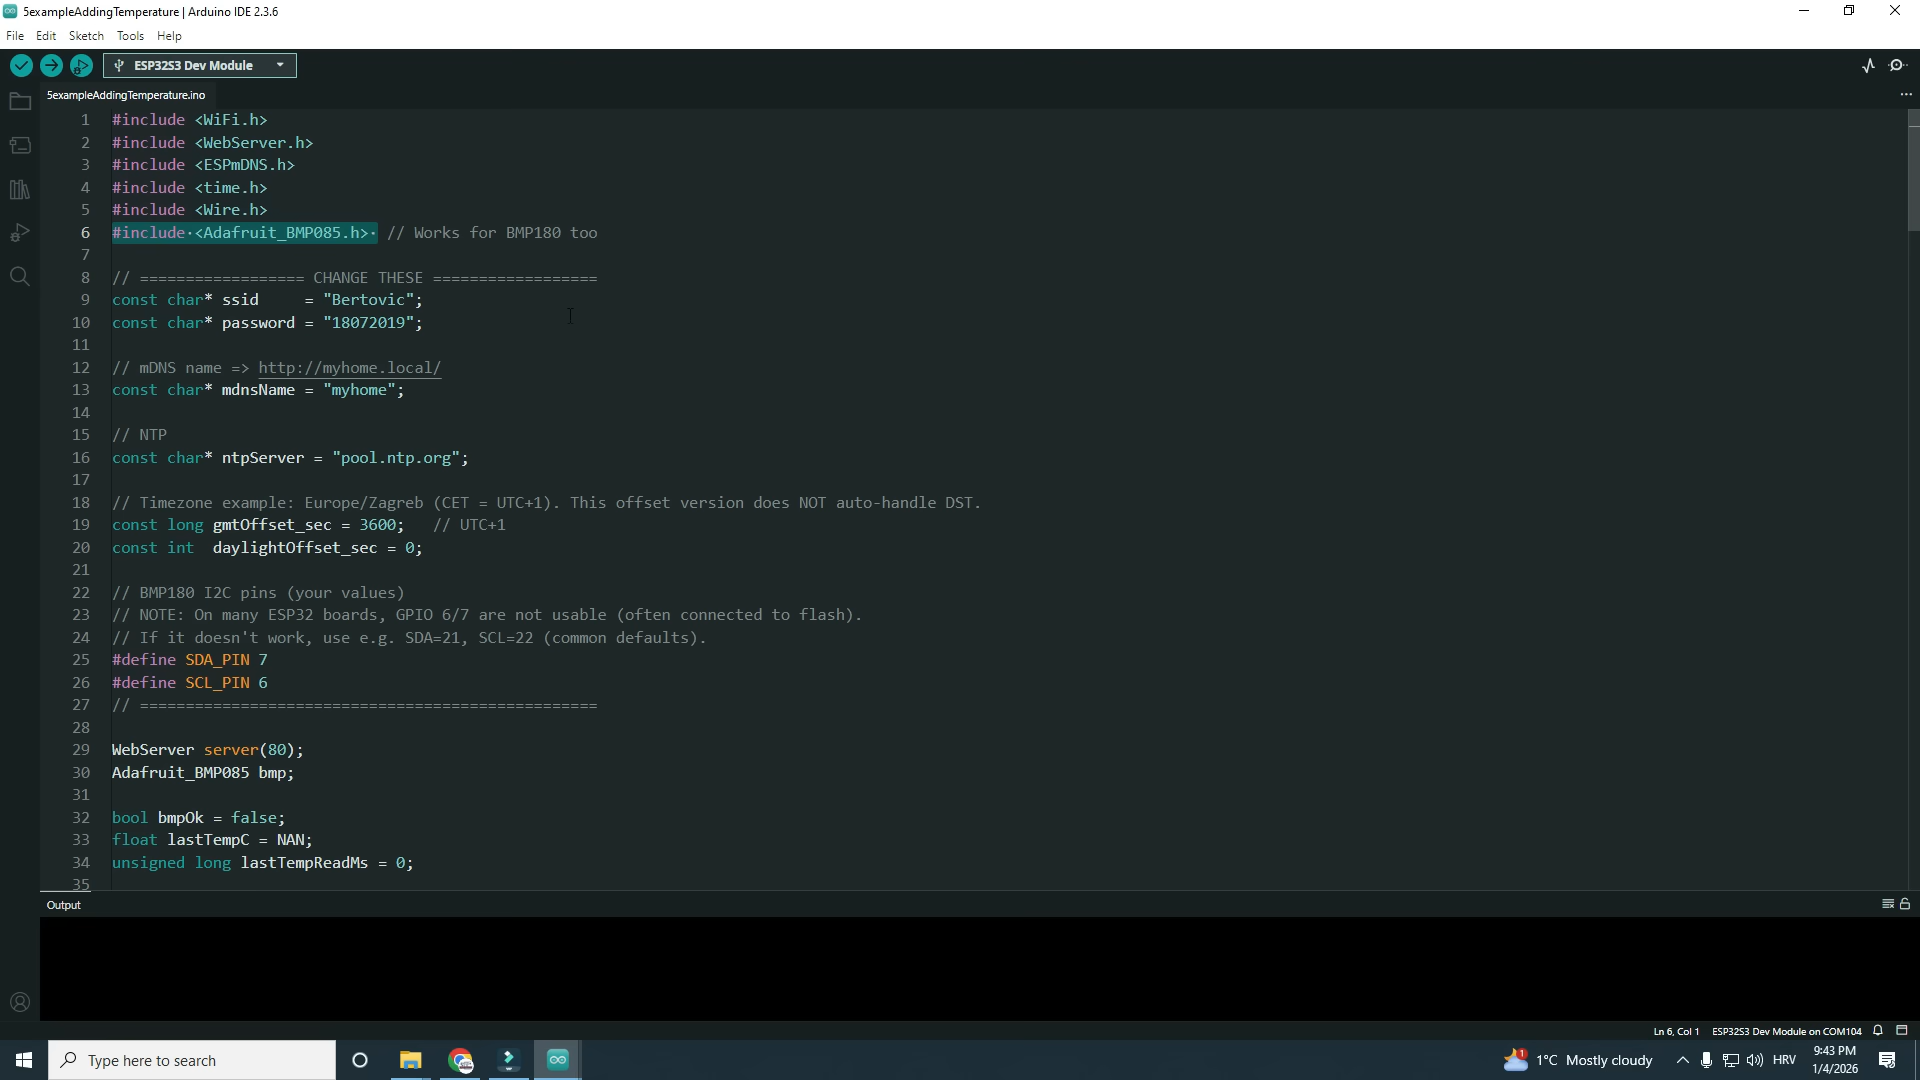 5exampleAddingTemperature | Arduino IDE 2.3.6
File Edit Sketch Tools Help
ESP32S3 Dev Module
5exampleAddingTemperature.ino
1 #include <WiFi.h>
2 #include <WebServer.h>
3 #include <ESPmDNS.h>
4 #include <time.h>
5 #include <Wire.h>
6 #include <Adafruit_BMP085.h> // Works for BMP180 too
7
8 // ================== CHANGE THESE ==================
9 const char* ssid     = "Bertovic";
10 const char* password = "18072019";
11
12 // mDNS name => http://myhome.local/
13 const char* mdnsName = "myhome";
14
15 // NTP
16 const char* ntpServer = "pool.ntp.org";
17
18 // Timezone example: Europe/Zagreb (CET = UTC+1). This offset version does NOT auto-handle DST.
19 const long gmtOffset_sec = 3600;   // UTC+1
20 const int  daylightOffset_sec = 0;
21
22 // BMP180 I2C pins (your values)
23 // NOTE: On many ESP32 boards, GPIO 6/7 are not usable (often connected to flash).
24 // If it doesn't work, use e.g. SDA=21, SCL=22 (common defaults).
25 #define SDA_PIN 7
26 #define SCL_PIN 6
27 // ==================================================
28
29 WebServer server(80);
30 Adafruit_BMP085 bmp;
31
32 bool bmpOk = false;
33 float lastTempC = NAN;
34 unsigned long lastTempReadMs = 0;
35
Output
Ln 6, Col 1 ESP32S3 Dev Module on COM104
Type here to search
1 1°C Mostly cloudy HRV 9:43 PM
1/4/2026